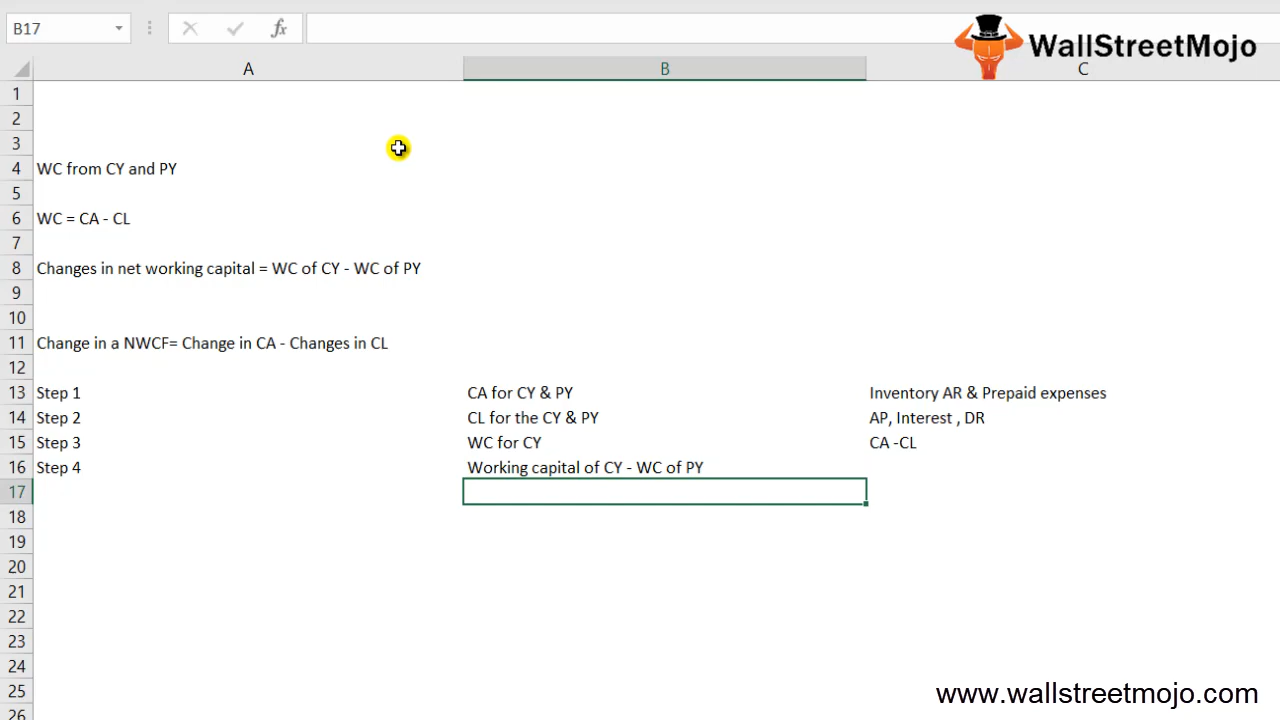 B17
fx
WallStreetMojo
A B C
1
2
3
4 WC from CY and PY
5
6 WC = CA - CL
7
8 Changes in net working capital = WC of CY - WC of PY
9
10
11 Change in a NWCF= Change in CA - Changes in CL
12
13 Step 1 CA for CY & PY Inventory AR & Prepaid expenses
14 Step 2 CL for the CY & PY AP, Interest , DR
15 Step 3 WC for CY CA -CL
16 Step 4 Working capital of CY - WC of PY
17
18
19
20
21
22
23
24
25
26
www.wallstreetmojo.com